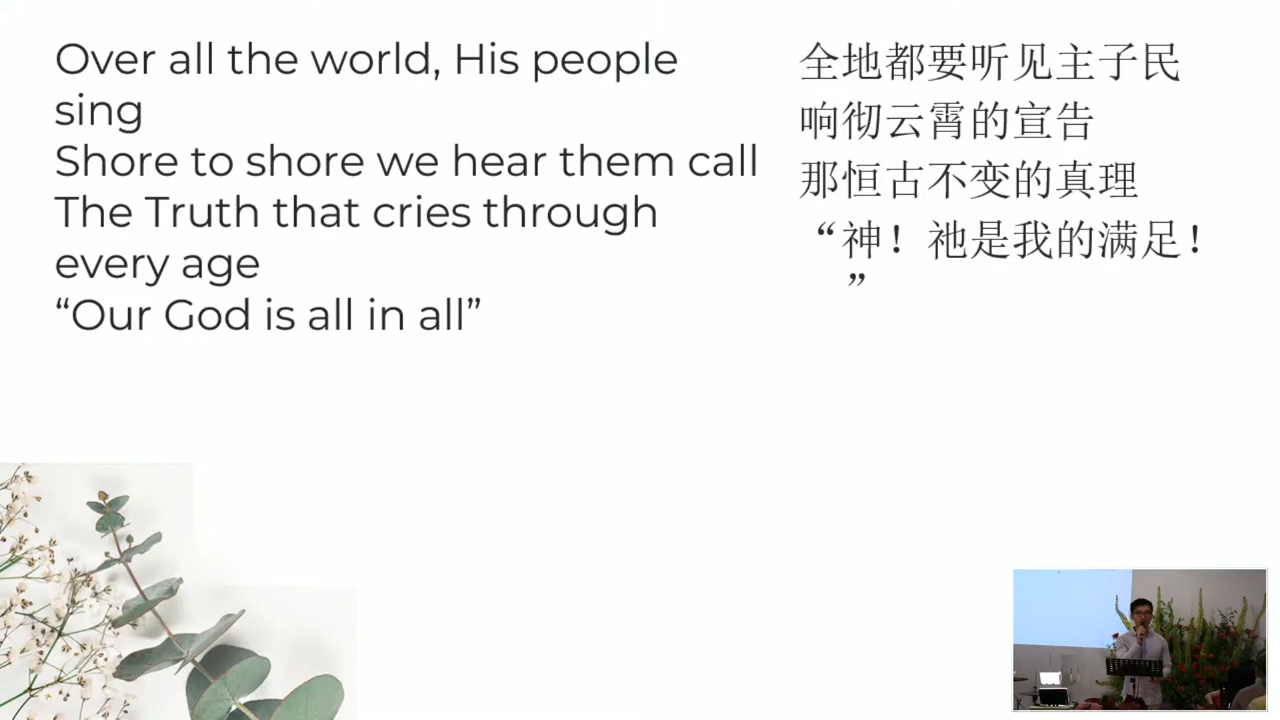 Over all the world, His people
sing
Shore to shore we hear them call
The Truth that cries through
every age
“Our God is all in all”
全地都要听见主子民
响彻云霄的宣告
那恒古不变的真理
“神！祂是我的满足！
”